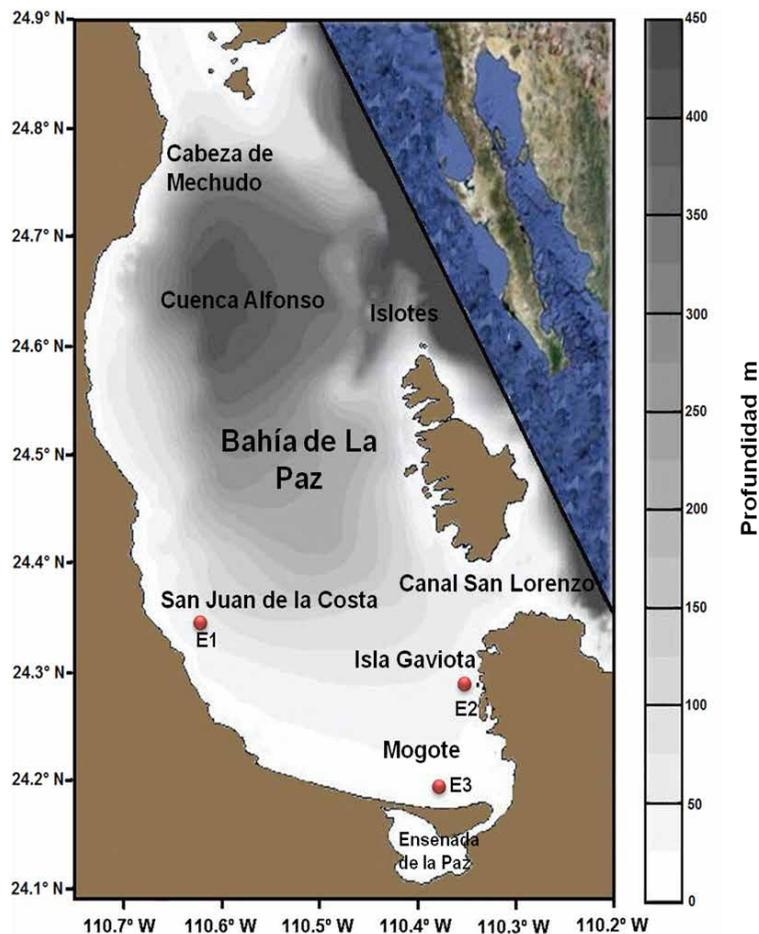 24.9° N
24.8° N
24.7° N
24.6° N
24.5° N
24.4° N
24.3° N
24.2° N
24.1° N
Cabeza de
Mechudo
Cuenca Alfonso
Islotes
Bahía de La
Paz
Canal San Lorenzo
San Juan de la Costa
E1
Isla Gaviota
E2
Mogote
E3
Ensenada
de la Paz
110.7° W
110.6° W
110.5° W
110.4° W
110.3° W
110.2° W
450
400
350
300
250
200
150
100
50
0
Profundidad m